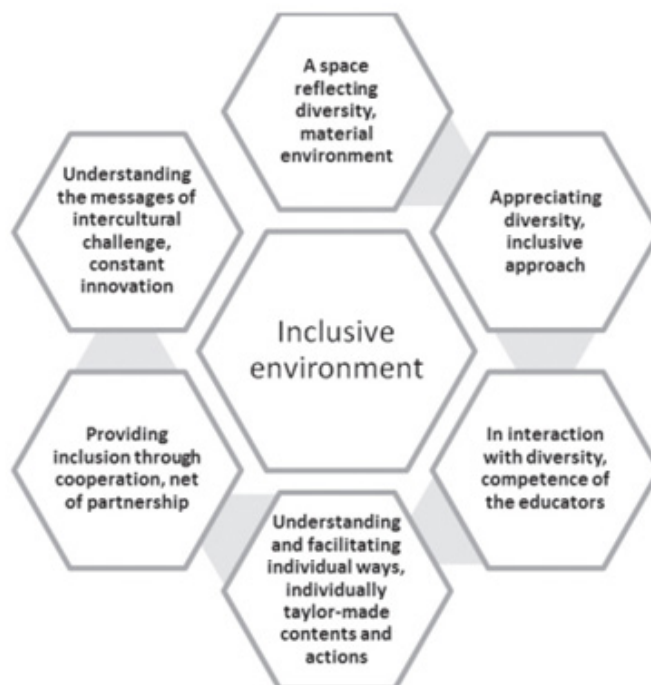 A space
reflecting
diversity,
material
environment
Appreciating
diversity,
inclusive
approach
In interaction
with diversity,
competence of
the educators
Understanding
and facilitating
individual ways,
individually
taylor-made
contents and
actions
Providing
inclusion through
cooperation, net
of partnership
Understanding
the messages of
intercultural
challenge,
constant
innovation
Inclusive
environment